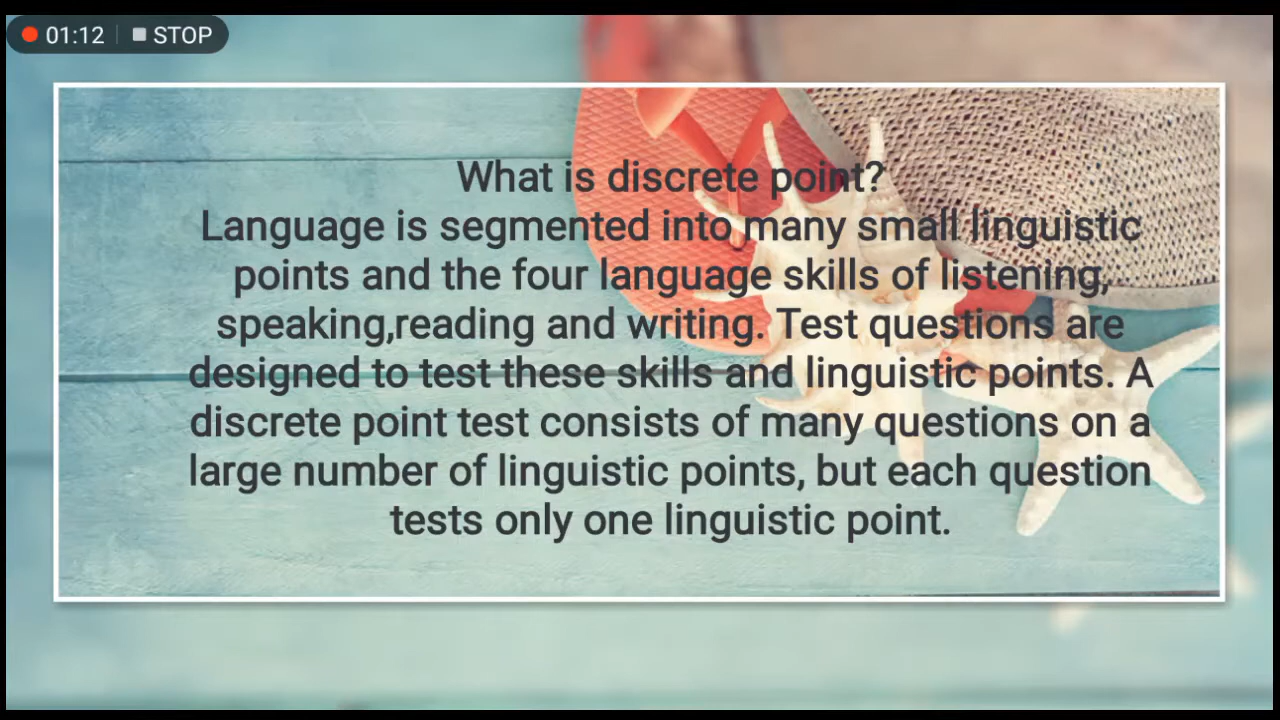 01:12 STOP
What is discrete point?
Language is segmented into many small linguistic
points and the four language skills of listening,
speaking,reading and writing. Test questions are
designed to test these skills and linguistic points. A
discrete point test consists of many questions on a
large number of linguistic points, but each question
tests only one linguistic point.